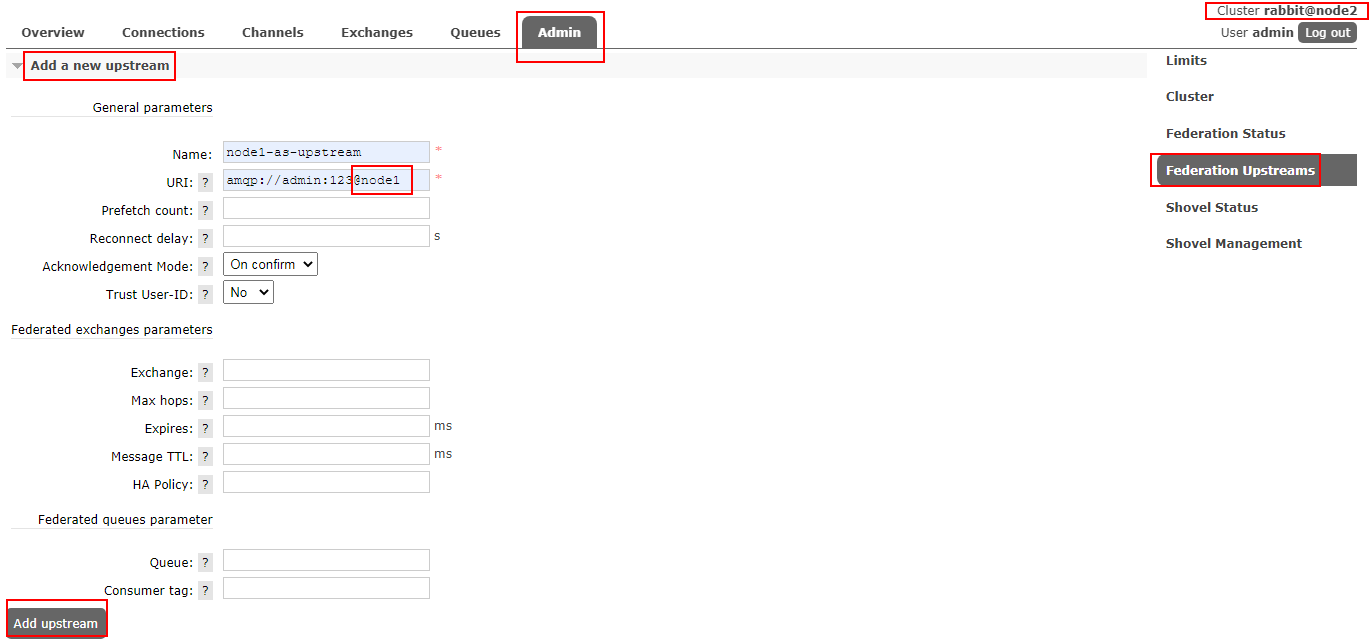 Cluster rabbit@node2
Overview Connections Channels Exchanges Queues Admin
User admin Log out
Add a new upstream
General parameters
Name: node1-as-upstream *
URI: ? amqp://admin:123@node1 *
Prefetch count: ?
Reconnect delay: ? s
Acknowledgement Mode: ? On confirm
Trust User-ID: ? No
Federated exchanges parameters
Exchange: ?
Max hops: ?
Expires: ? ms
Message TTL: ? ms
HA Policy: ?
Federated queues parameter
Queue: ?
Consumer tag: ?
Add upstream
Limits
Cluster
Federation Status
Federation Upstreams
Shovel Status
Shovel Management